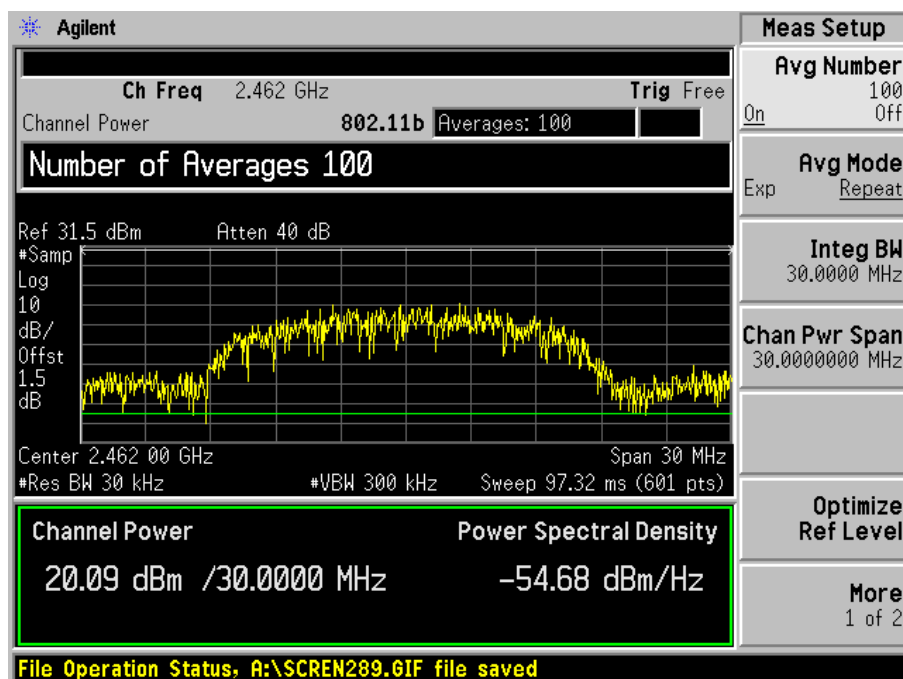 Agilent
Ch Freq 2.462 GHz Trig Free
Channel Power 802.11b Averages: 100
Number of Averages 100
Ref 31.5 dBm Atten 40 dB
#Samp
Log
10
dB/
Offst
1.5
dB
Center 2.462 00 GHz Span 30 MHz
#Res BW 30 kHz #VBW 300 kHz Sweep 97.32 ms (601 pts)
Channel Power Power Spectral Density
20.09 dBm /30.0000 MHz -54.68 dBm/Hz
File Operation Status, A:\SCREN289.GIF file saved
Meas Setup
Avg Number
100
On Off
Avg Mode
Exp Repeat
Integ BW
30.0000 MHz
Chan Pwr Span
30.0000000 MHz
Optimize
Ref Level
More
1 of 2